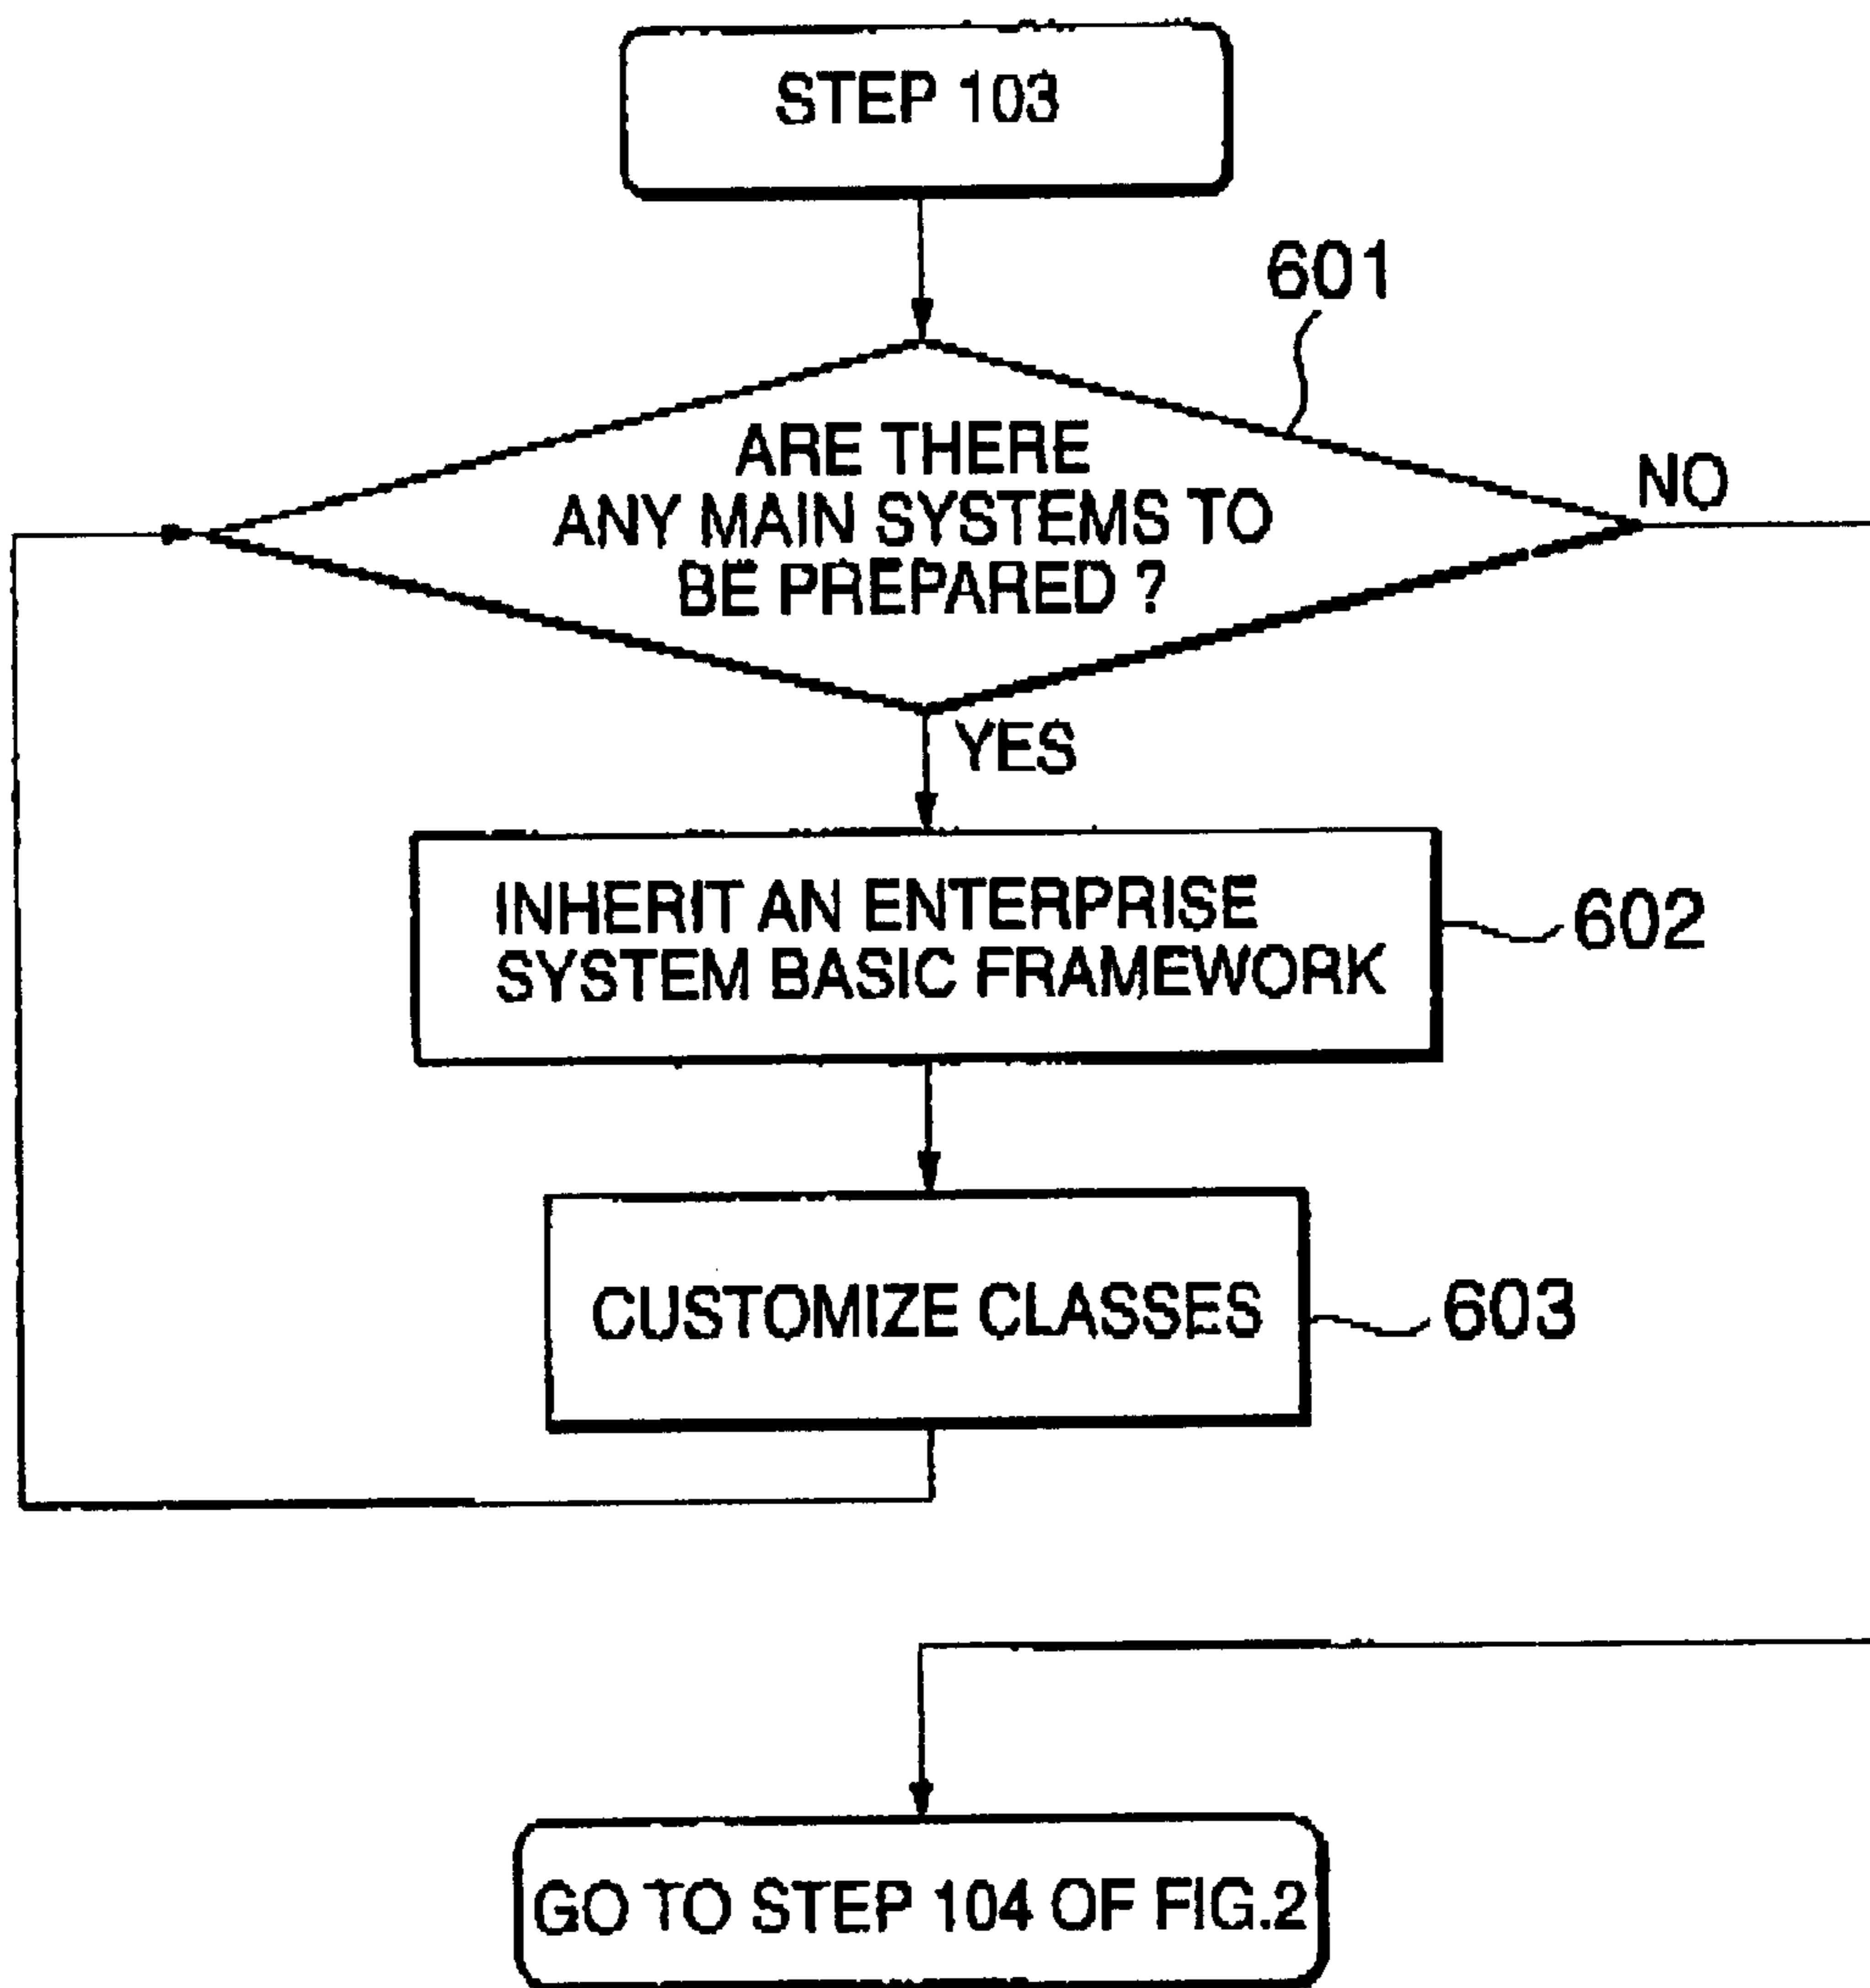 STEP 103
601
ARE THERE
ANY MAIN SYSTEMS TO
BE PREPARED ?
NO
YES
INHERIT AN ENTERPRISE
SYSTEM BASIC FRAMEWORK
602
CUSTOMIZE CLASSES
603
GO TO STEP 104 OF FIG.2